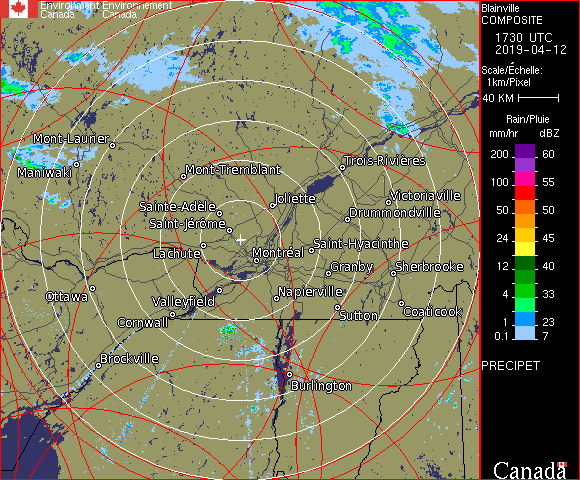 Environment Environnement
Canada Canada
Blainville
COMPOSITE
1730 UTC
2019-04-12
Scale/Échelle:
1km/Pixel
40 KM
Rain/Pluie
mm/hr dBZ
200 60
100 55
50 50
24 45
12 40
4 33
1 23
0.1 7
PRECIPET
Canada
Mont-Laurier
Maniwaki
Mont-Tremblant
Trois-Rivières
Sainte-Adèle
Joliette
Victoriaville
Drummondville
Saint-Jérôme
Lachute
Montréal
Saint-Hyacinthe
Granby
Sherbrooke
Ottawa
Valleyfield
Napierville
Cornwall
Sutton
Coaticook
Brockville
Burlington